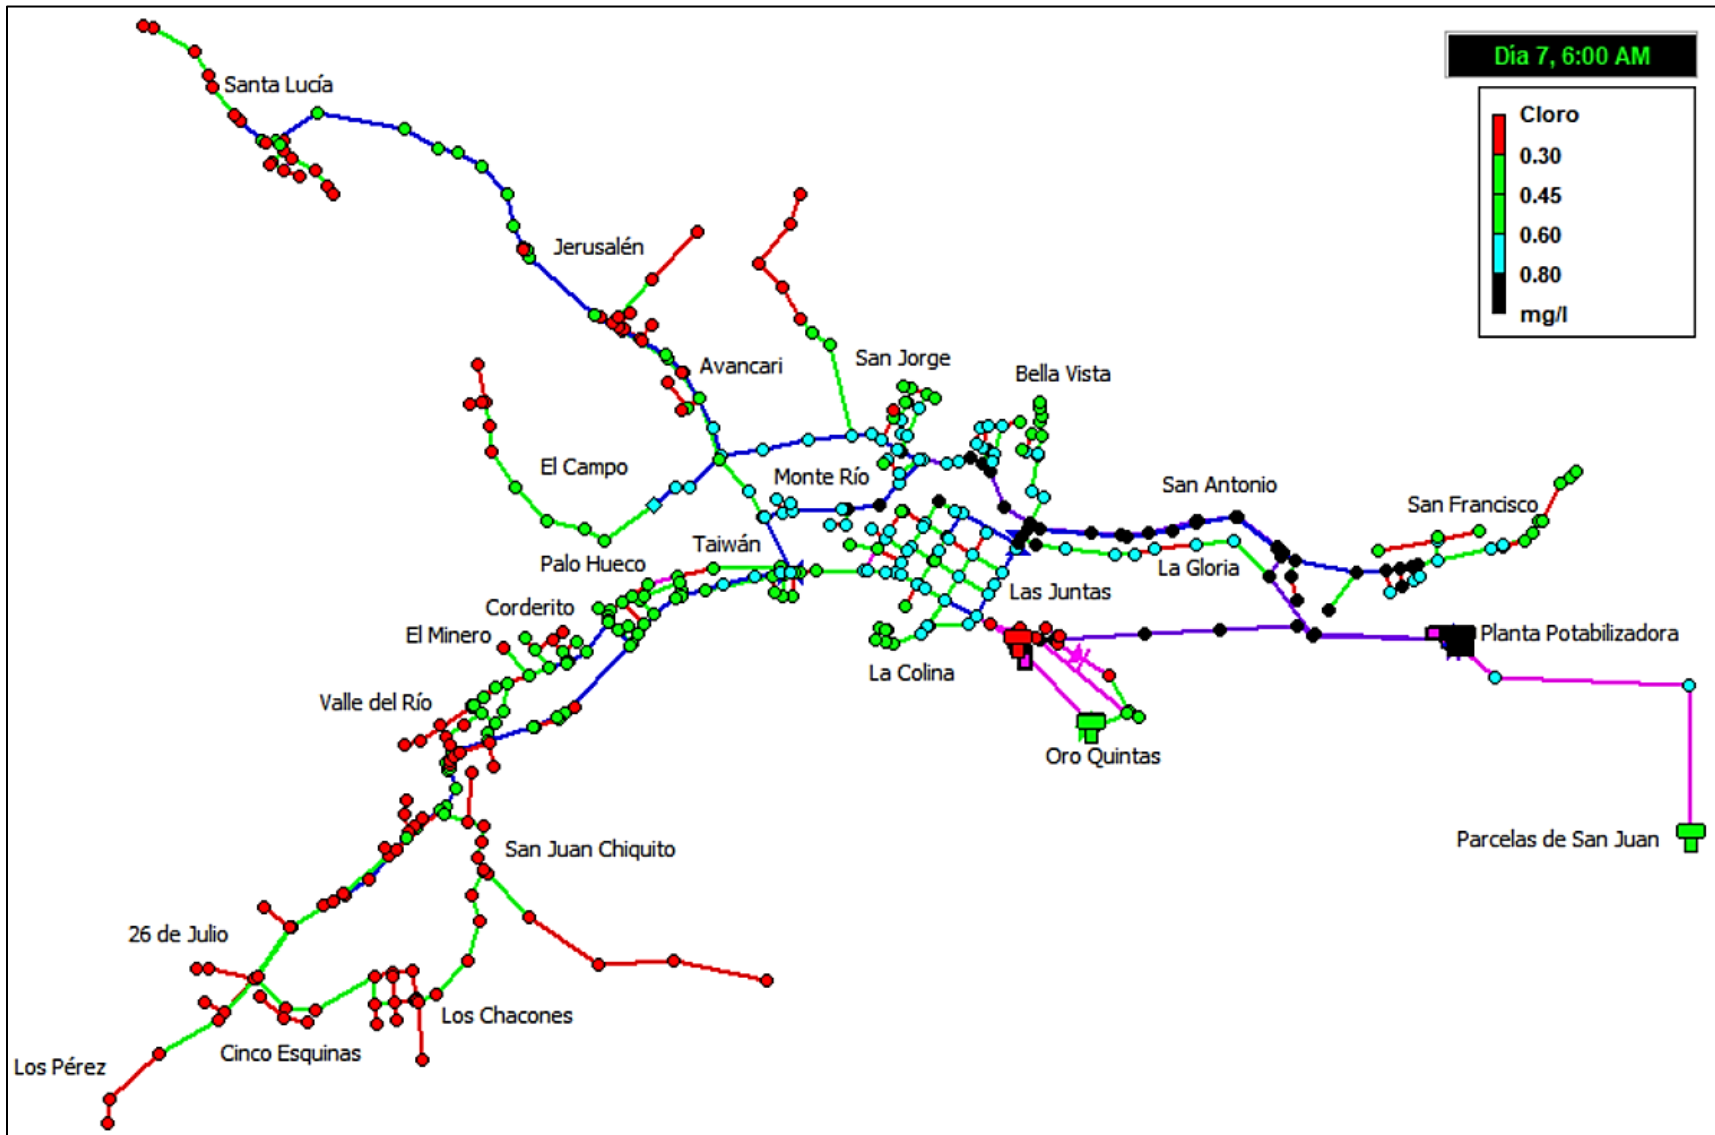 Día 7, 6:00 AM
Cloro
0.30
0.45
0.60
0.80
mg/l
Santa Lucía
Jerusalén
Avancari
San Jorge
Bella Vista
El Campo
Monte Río
San Antonio
San Francisco
Taiwán
Palo Hueco
La Gloria
Corderito
Las Juntas
El Minero
Planta Potabilizadora
La Colina
Valle del Río
Oro Quintas
Parcelas de San Juan
San Juan Chiquito
26 de Julio
Los Chacones
Cinco Esquinas
Los Pérez